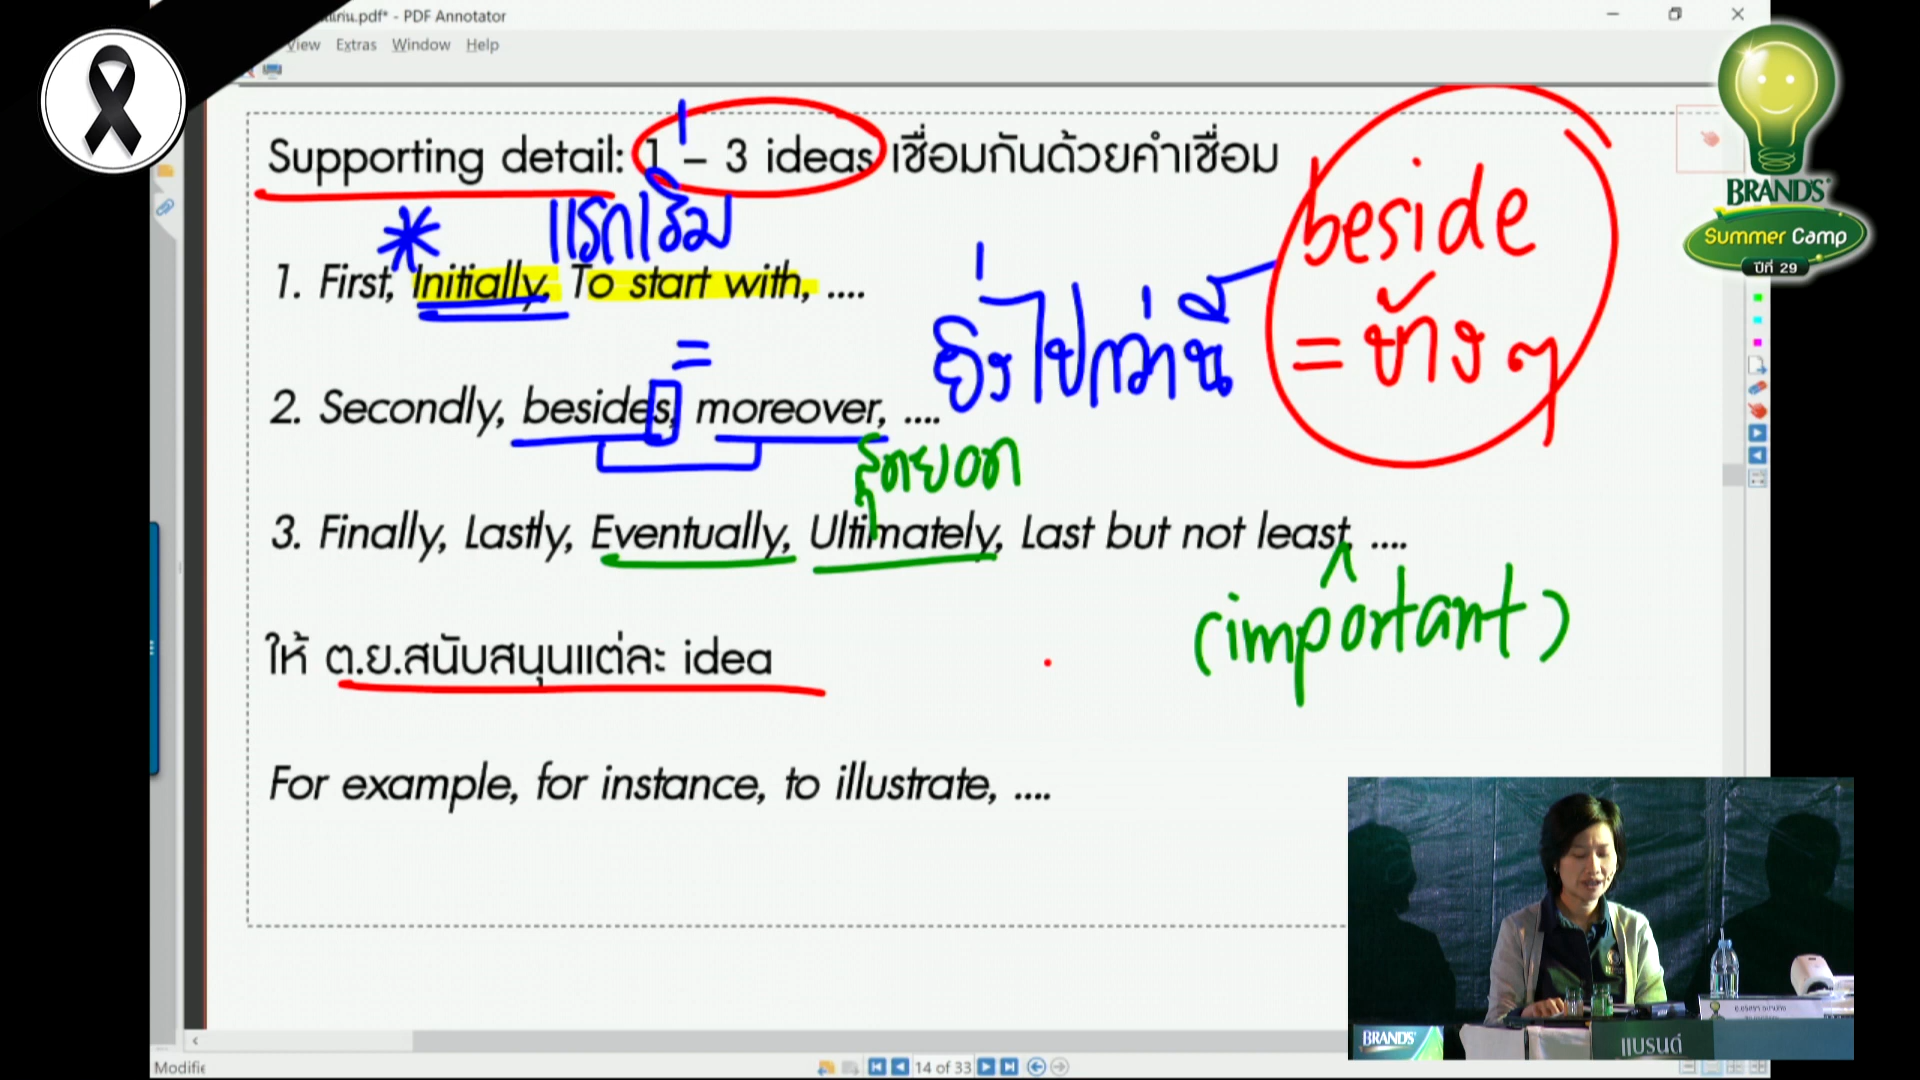 .pdf* - PDF Annotator
View Extras Window Help
Supporting detail: 1 – 3 ideas เชื่อมกันด้วยคำเชื่อม
แรกเริ่ม
1. First, Initially, To start with, ....
=
2. Secondly, besides, moreover, ....
ยิ่งไปกว่านี้
beside
= ข้างๆ
สุดยอด
3. Finally, Lastly, Eventually, Ultimately, Last but not least, ....
(important)
ให้ ต.ย.สนับสนุนแต่ละ idea
For example, for instance, to illustrate, ....
14 of 33
BRAND'S
Summer Camp
ปีที่ 29
BRAND'S
แบรนด์